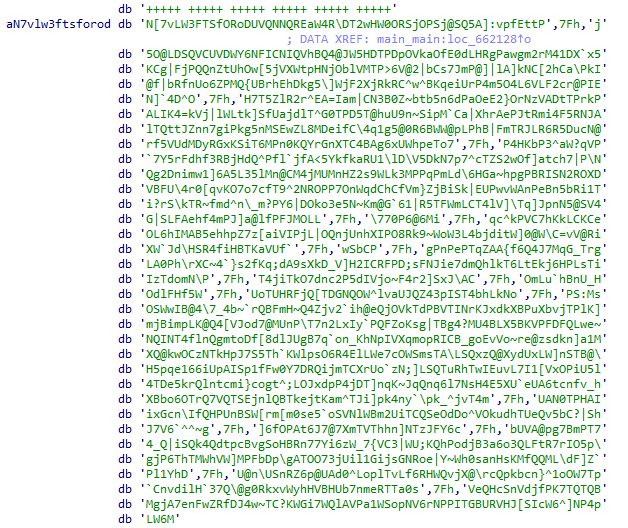 db '+++++ +++++ +++++ +++++ +++++ +++++'
aN7vlw3ftsforod db 'N[7vLW3FTSfORoDUVQNNQREaW4R\DT2wHW0ORSjOPSj@SQ5A]:vpfEttP',7Fh,'j'
; DATA XREF: main_main:loc_662128↑o
db '5O@LDSQVCUVDWY6NFICNIQVhBQ4@JW5HDTPDpOVkaOfE0dLHRgPawgm2rM41DX`x5'
db 'KCg|FjPQQnZtUhOw[5jVXWtpHNjOblVMTP>6V@2|bCs7JmP@]|lA]kNC[2hCa\PkI'
db '@f|bRfnUo6ZPMQ{UBrhEhDkg5\]WjF2XjRkRC^w^BKqeiUrP4m5O4L6VLF2cr@PIE'
db 'N]`4D^O',7Fh,'H7T5ZlR2r^EA=Iam|CN3B0Z~btb5n6dPaOeE2}OrNzVADtTPrkP'
db 'ALIK4=kVj|lWLtk]SfUajdlT^G0TPD5T@huU9n~SipM`Ca|XhrAePJtRmi4F5RNJA'
db 'lTQttJZnn7giPkg5nMSEwZL8MDeifC\4q1g5@0R6BWW@pLPhB|FmTRJLR6R5DucN@'
db 'rf5VUdMDyRGxKSiT6MPn0KQYrGnXTC4BAg6xUWhpeTo7',7Fh,'P4HKbP3^aW?qVP'
db '`7Y5rFdhf3RBjHdQ^Pfl`jfA<5YkfkaRU1\lD\V5DkN7p7^cTZS2wOf]atch7|P\N'
db 'Qg2Dnimw1]6A5L35lMn@CM4jMUMnHZ2s9WLk3MPPqPmLd\6HGa~hpgPBRISN2ROXD'
db 'VBFU\4r0[qvKO7o7cfT9^2NROPP7OnWqdChCfVm}ZjBiSk|EUPwvWAnPeBn5bRi1T'
db 'i?rS\kTR~fmd^n\_m?PY6|DOko3e5N~Km@G`61|R5TFWmLCT4lV]\Tq]JpnN5@SV4'
db 'G|SLFAehf4mPJ]a@lfPFJMOLL',7Fh,'\770P6@6Mi',7Fh,'qc^kPVC7hKkLCKCe'
db 'OL6hIMAB5ehhpZ7z[aiVIPjL|OQnjUnhXIPO8Rk9~WoW3L4bjditW]0@W\C=vV@Ri'
db 'XW`Jd\HSR4fiHBTKaVUf`',7Fh,'wSbCP',7Fh,'gPnPePTqZAA{f6Q4J7MqG_Trg'
db 'LA0Ph\rXC~4`}s2fKq;dA9sXkD_V]H2ICRFPD;sFNJie7dmQhlkT6LtEkj6HPLsTi'
db 'IzTdomN\P',7Fh,'T4jiTkO7dnc2P5dIVjo~F4r2]SxJ\AC',7Fh,'OmLu`hBnU_H'
db 'OdlFHf5W',7Fh,'UoTUHRFjQ[TDGNQOW^lvaUJQZ43pIST4bhLkNo',7Fh,'PS:Ms'
db 'OSWwIB@4\7_4b~`rQBFmH~Q4Zjv2`ih@eQjOVkTdPBVTINrKJxdkXBPuXbvjTPlK]'
db 'mjBimpLK@Q4[VJod7@MUnP\T7n2LxIy`PQFZoKsg|TBg4?MU4BLX5BKVPFDFQLwe~'
db 'NQINT4flnQgmtoDf[8dlJUgB7q`on_KhNpIVXqmopRICB_goEvVo~re@zsdkn]a1M'
db 'XQ@kwOCzNTkHpJ7S5Th`KWlpsO6R4ElLWe7cOWSmsTA\LSQxzQ@XydUxLW]nSTB@\'
db 'H5pqe166iUpAISp1fFw0Y7DRQijmTCXrUo`zN;]LSQTuRhTwIEuvL7I1[VxOPiU5l'
db '4TDe5krQlntcmi}cogt^;LOJxdpP4jDT]nqK~JqQnq6l7NsH4E5XU`eUA6tcnfv_h'
db 'XBbo6OTrQ7VQTSEjnlQBTkejtKam^TJi]pk4ny`\pk_^jvT4m',7Fh,'UAN0TPHAI'
db 'ixGcn\IfQHPUnBSW[rm[m0se5`oSVNlWBm2UiTCQSeOdDo^VOkudhTUeQv5bC?|Sh'
db 'J7V6`^^~g',7Fh,']6fOPAt6J7@7XmTVThhn]NTzJFY6c',7Fh,'bUVA@pg7BmPT7'
db '4_Q|iSQk4QdtpcBvgSoHBRn77Yi6zW_7{VC3|WU;KQhPodjB3a6o3QLFtR7rIO5p\'
db 'gjP6ThTMWhVW]MPFbDp\gATOO73jUil1GijsGNRoe|Y~Wh0sanHsKMfQQML\dF]Z`'
db 'Pl1YhD',7Fh,'U@n\USnRZ6p@UAd0^LoplTvLf6RHWQvjX@\rcQpkbcn}^1oOW7Tp'
db '`CnvdilH`37Q\@g0RkxvWyhHVBHUb7nmeRTTa0s',7Fh,'VeQHcSnVdjfPK7TQTQB'
db 'MgjA7enFwZRfDJ4w~TC?KWGi7WQlAVPa1WSopNV6rNPPITGBURVHJ[SIcW6^]NP4p'
db 'LW6M'